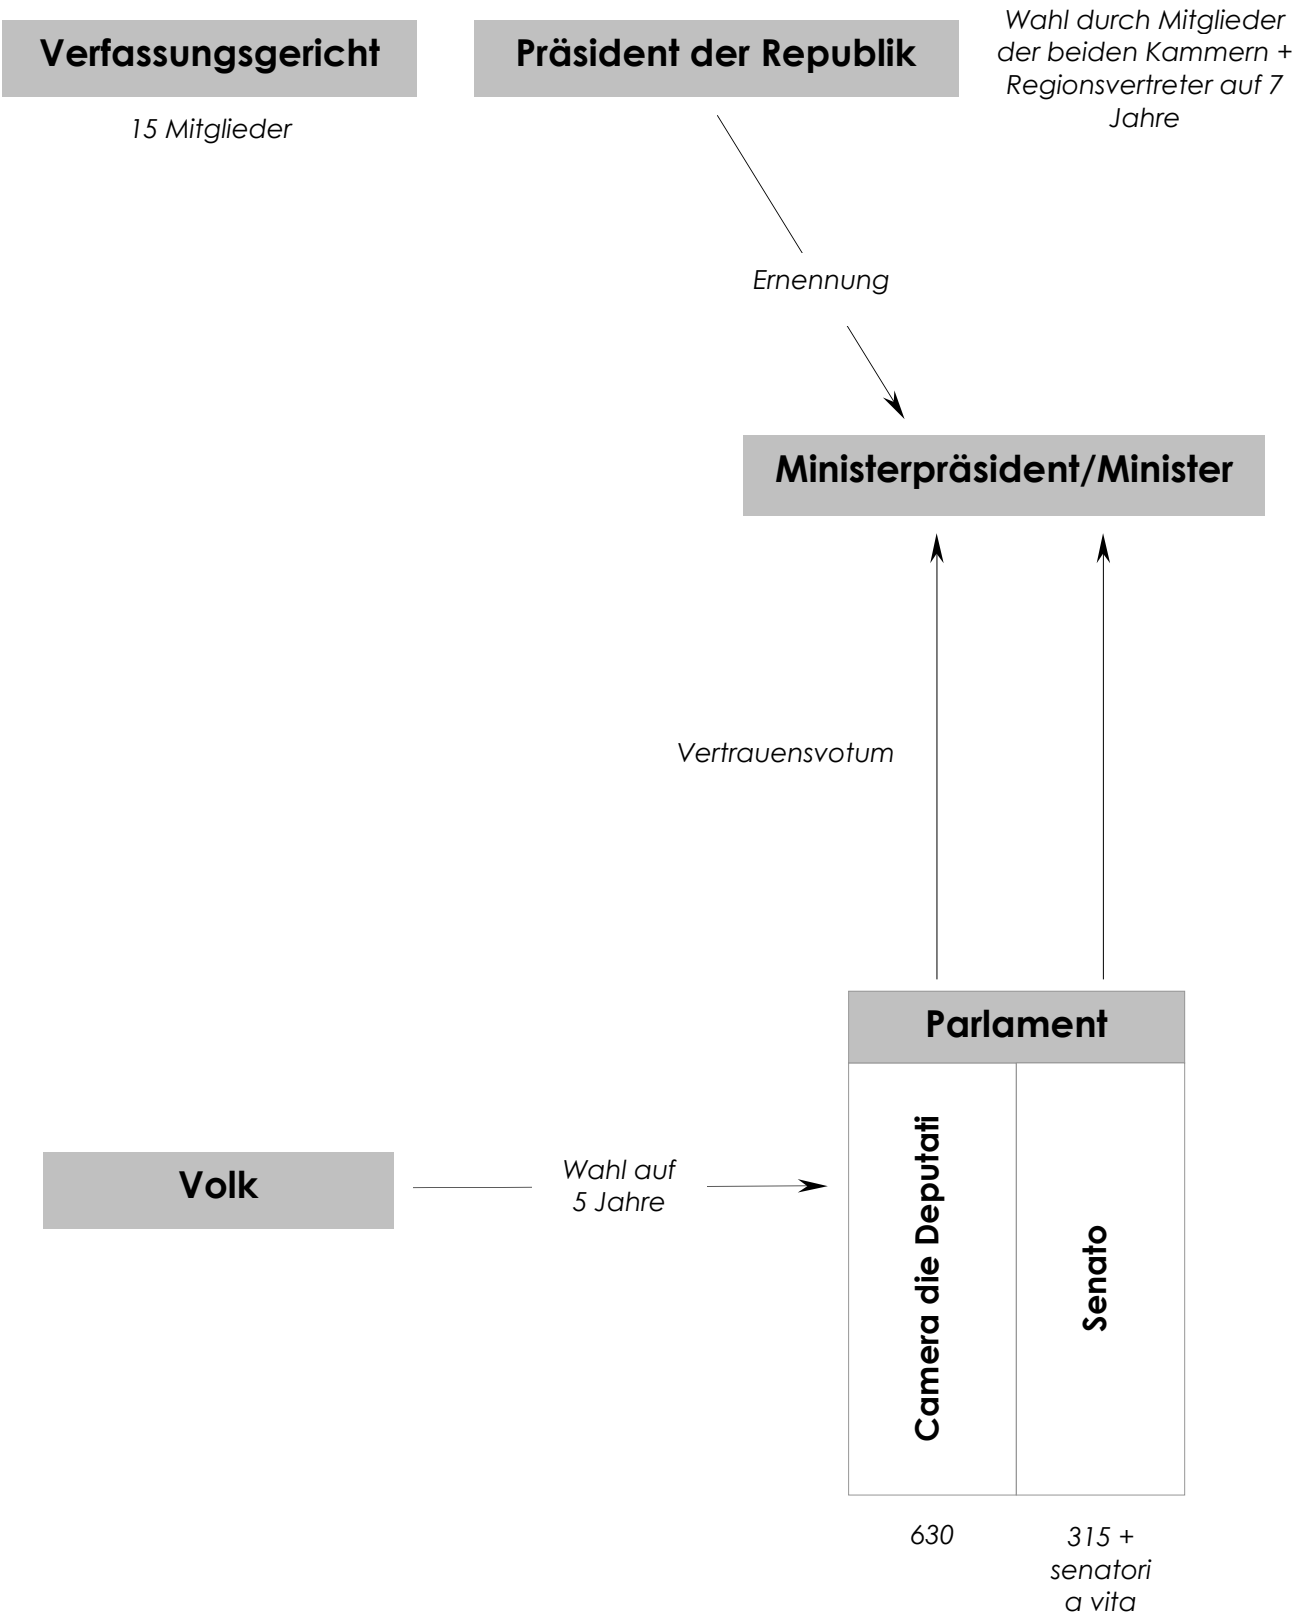 Verfassungsgericht
15 Mitglieder
Präsident der Republik
Wahl durch Mitglieder
der beiden Kammern +
Regionsvertreter auf 7
Jahre
Ernennung
Ministerpräsident/Minister
Vertrauensvotum
Parlament
Volk
Wahl auf
5 Jahre
Camera die Deputati
Senato
630
315 +
senatori
a vita